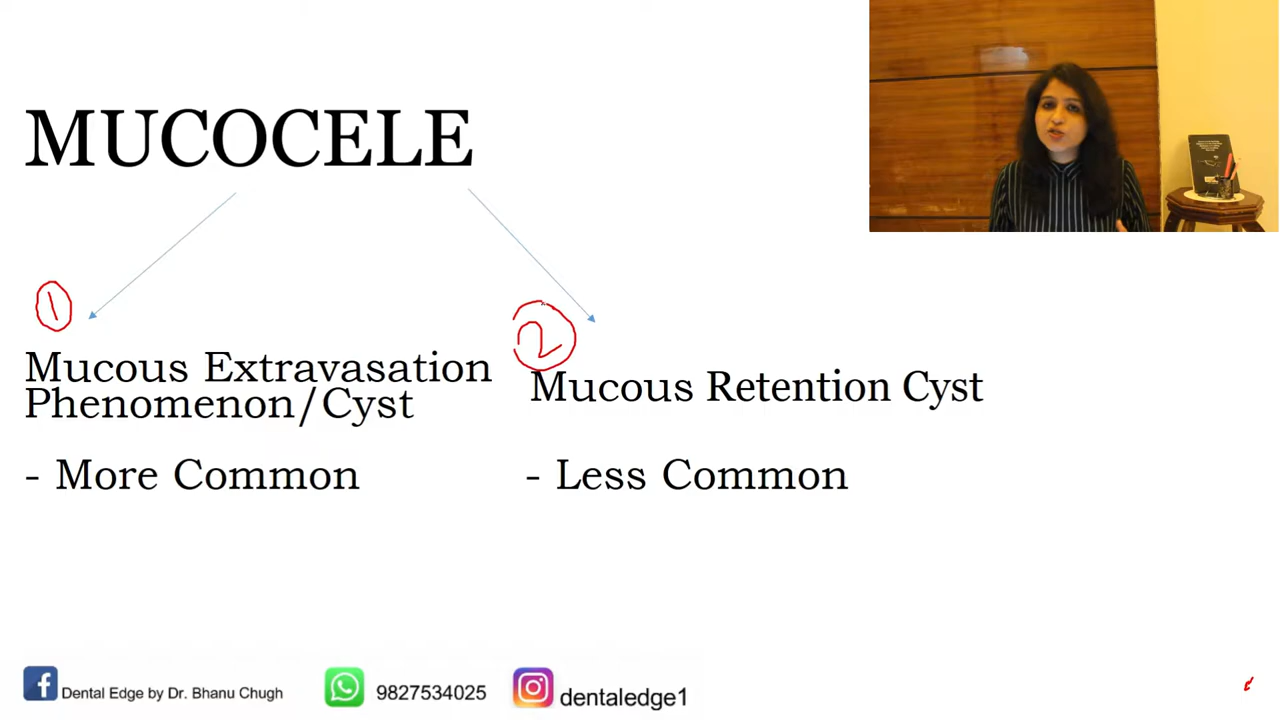 MUCOCELE
1
Mucous Extravasation
Phenomenon/Cyst
- More Common
2
Mucous Retention Cyst
- Less Common
Dental Edge by Dr. Bhanu Chugh
9827534025
dentaledge1